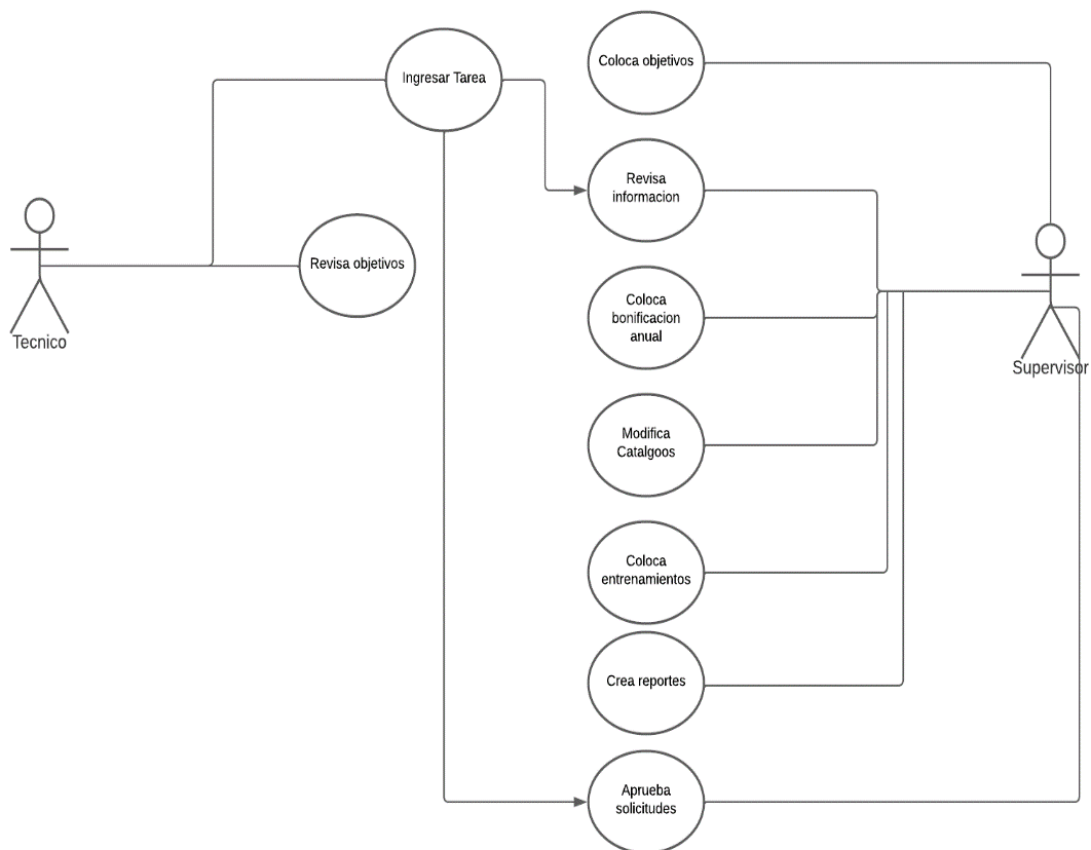 Coloca objetivos
Ingresar Tarea
Revisa
informacion
Revisa objetivos
Tecnico
Coloca
bonificacion
anual
Supervisor
Modifica
Catalgoos
Coloca
entrenamientos
Crea reportes
Aprueba
solicitudes